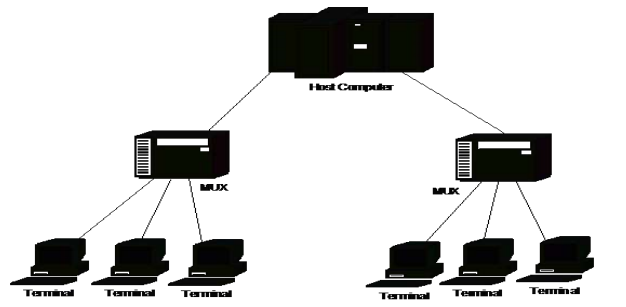 Host Computer
MUX
MUX
Terminal
Terminal
Terminal
Terminal
Terminal
Terminal